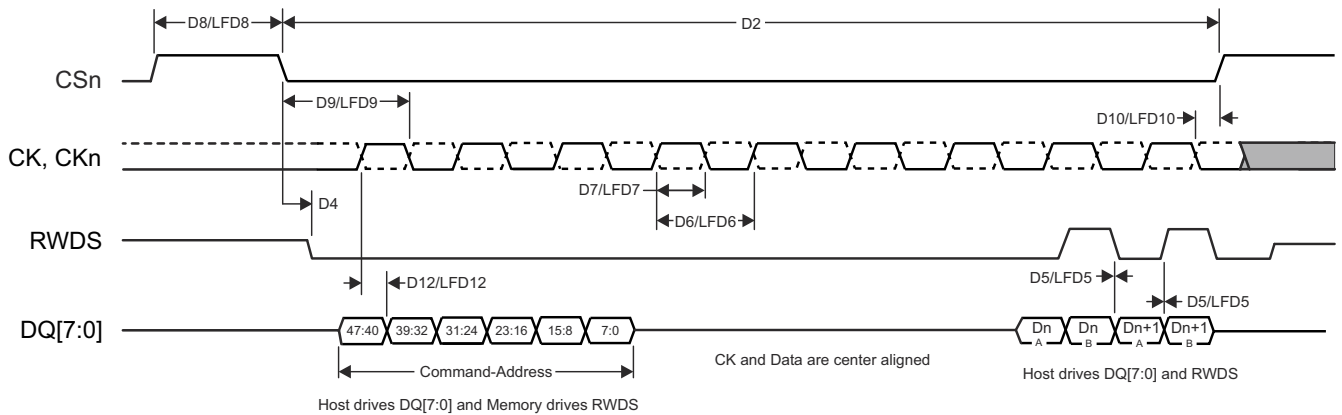 D8/LFD8
D2
CSn
D9/LFD9
D10/LFD10
CK, CKn
D7/LFD7
D4
D6/LFD6
RWDS
D12/LFD12
D5/LFD5
D5/LFD5
DQ[7:0]
47:40 39:32 31:24 23:16 15:8 7:0
Dn A Dn B Dn+1 A Dn+1 B
Command-Address
CK and Data are center aligned
Host drives DQ[7:0] and RWDS
Host drives DQ[7:0] and Memory drives RWDS